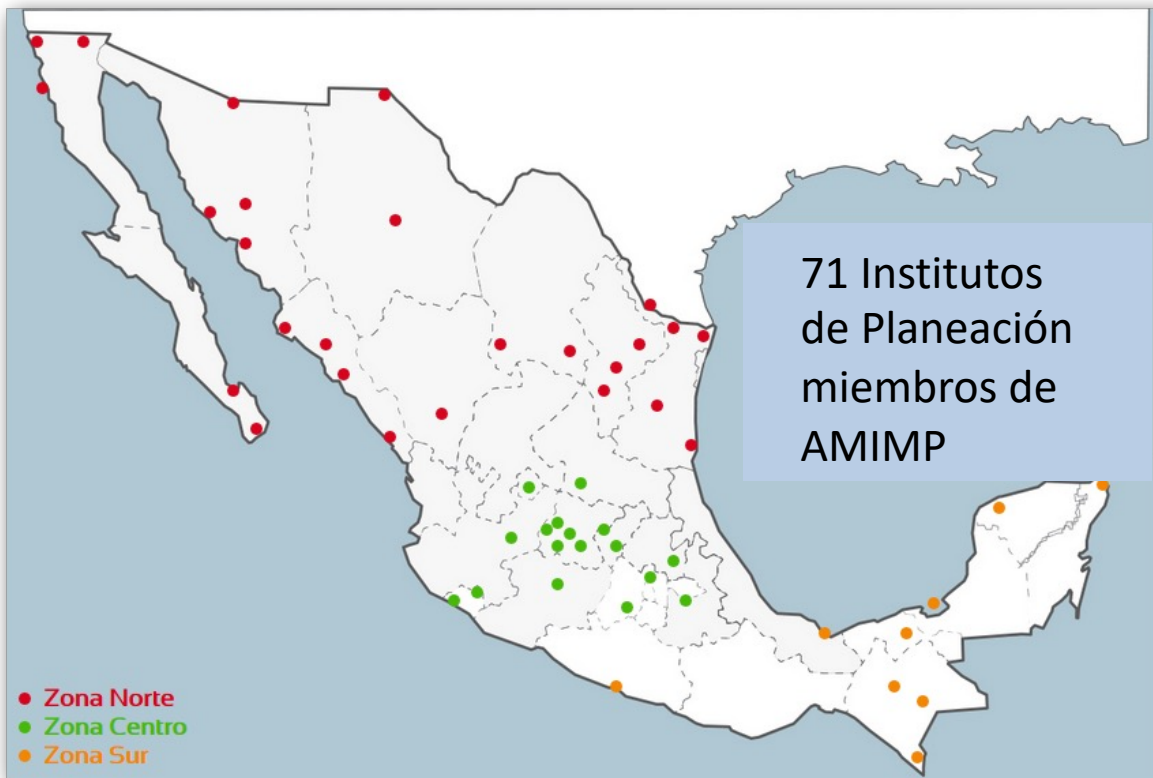 71 Institutos
de Planeación
miembros de
AMIMP
Zona Norte
Zona Centro
Zona Sur